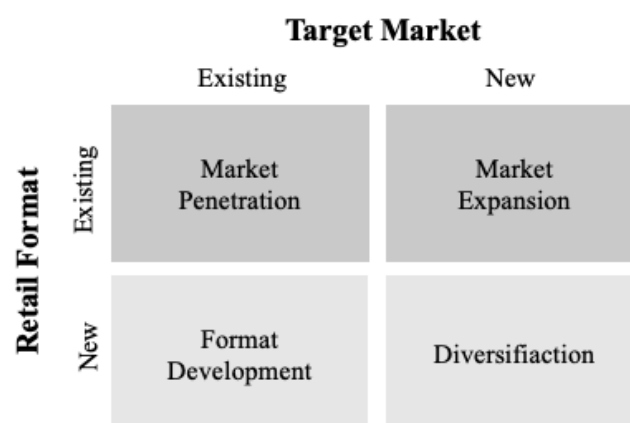 Target Market
Existing
New
Retail Format
Existing
Market
Penetration
Market
Expansion
New
Format
Development
Diversifiaction